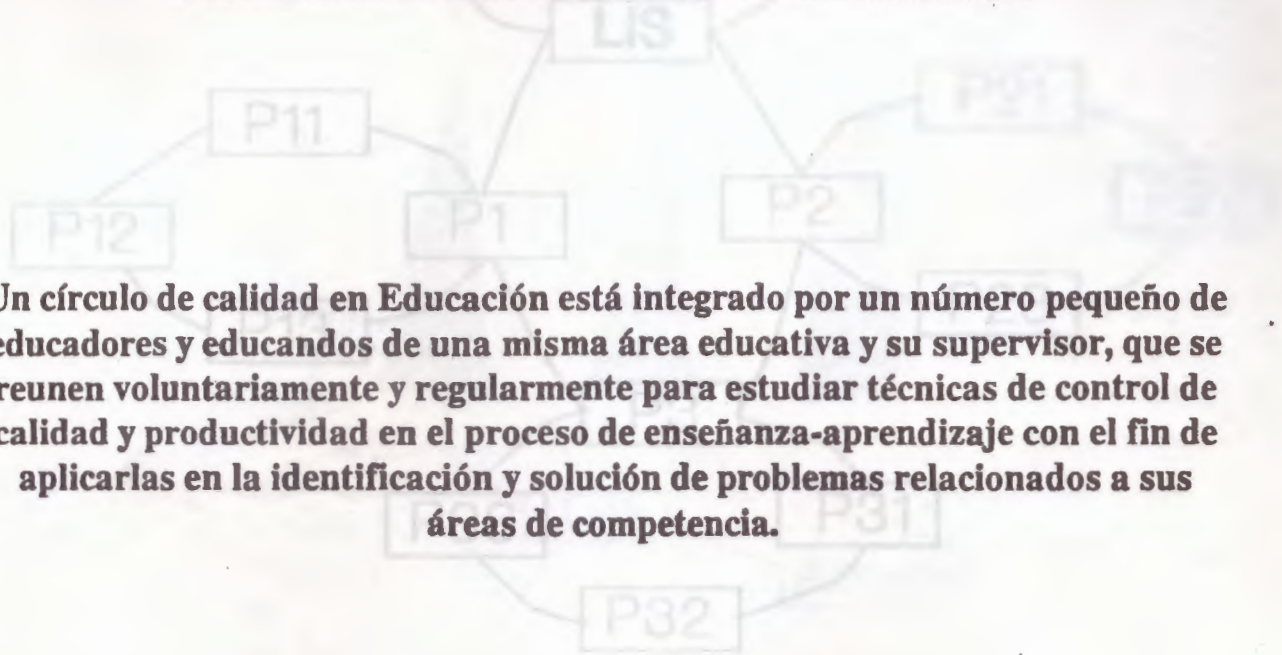 LIS
P11
P12
P1
P2
Un círculo de calidad en Educación está integrado por un número pequeño de
educadores y educandos de una misma área educativa y su supervisor, que se
reunen voluntariamente y regularmente para estudiar técnicas de control de
calidad y productividad en el proceso de enseñanza-aprendizaje con el fin de
aplicarlas en la identificación y solución de problemas relacionados a sus
áreas de competencia.
P31
P32